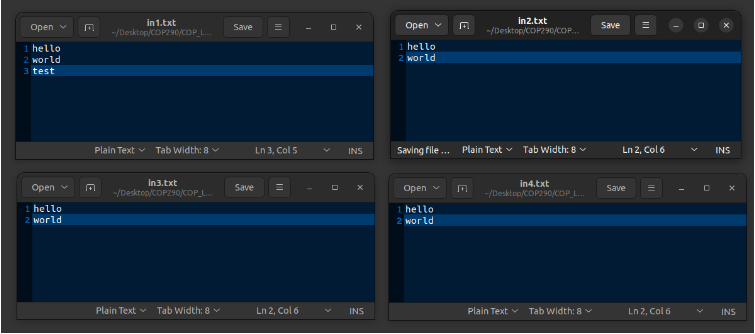 Open in1.txt Save
~/Desktop/COP290/COP_L...
1 hello
2 world
3 test
Plain Text Tab Width: 8 Ln 3, Col 5 INS
Open in2.txt Save
~/Desktop/COP290/COP...
1 hello
2 world
Saving file ... Plain Text Tab Width: 8 Ln 2, Col 6 INS
Open in3.txt Save
~/Desktop/COP290/COP_L...
1 hello
2 world
Plain Text Tab Width: 8 Ln 2, Col 6 INS
Open in4.txt Save
~/Desktop/COP290/COP_L...
1 hello
2 world
Plain Text Tab Width: 8 Ln 2, Col 6 INS